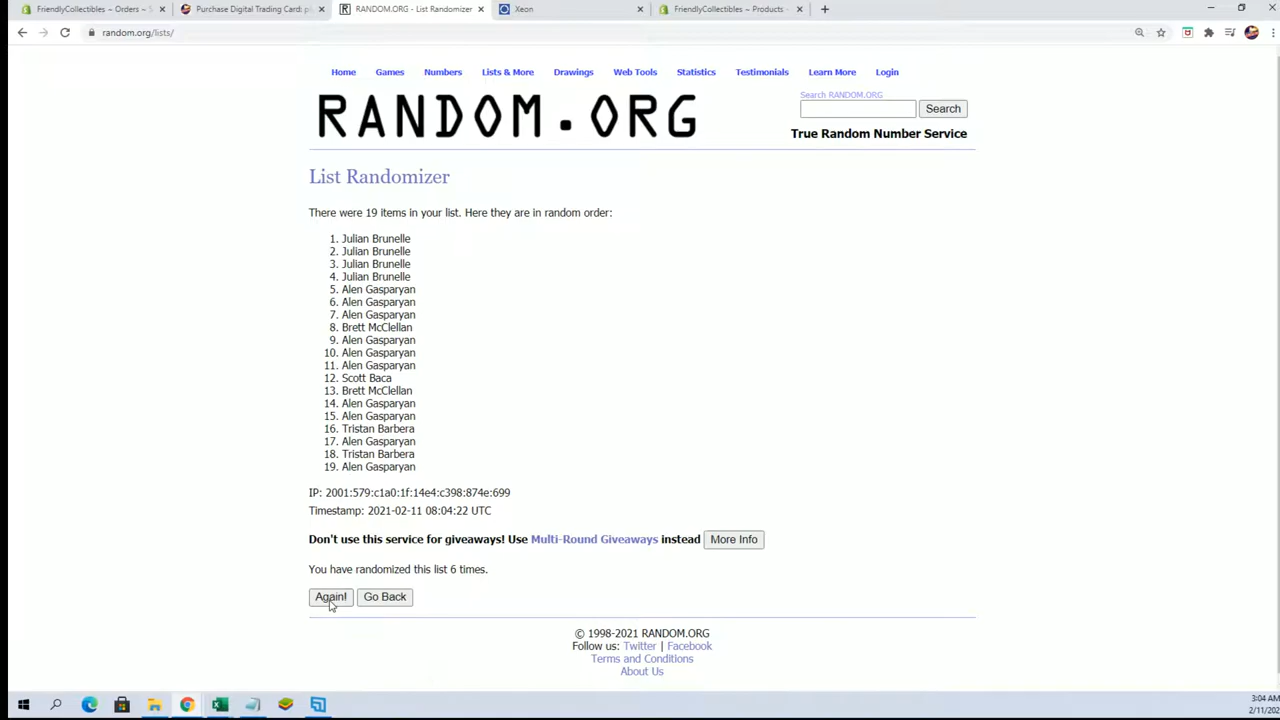 FriendlyCollectibles ~ Orders ~ S
Purchase Digital Trading Card: pl
RANDOM.ORG - List Randomizer
Xeon
FriendlyCollectibles ~ Products ~
random.org/lists/
Home Games Numbers Lists & More Drawings Web Tools Statistics Testimonials Learn More Login
RANDOM.ORG
Search RANDOM.ORG
Search
True Random Number Service
List Randomizer
There were 19 items in your list. Here they are in random order:
1. Julian Brunelle
2. Julian Brunelle
3. Julian Brunelle
4. Julian Brunelle
5. Alen Gasparyan
6. Alen Gasparyan
7. Alen Gasparyan
8. Brett McClellan
9. Alen Gasparyan
10. Alen Gasparyan
11. Alen Gasparyan
12. Scott Baca
13. Brett McClellan
14. Alen Gasparyan
15. Alen Gasparyan
16. Tristan Barbera
17. Alen Gasparyan
18. Tristan Barbera
19. Alen Gasparyan
IP: 2001:579:c1a0:1f:14e4:c398:874e:699
Timestamp: 2021-02-11 08:04:22 UTC
Don't use this service for giveaways! Use Multi-Round Giveaways instead More Info
You have randomized this list 6 times.
Again! Go Back
© 1998-2021 RANDOM.ORG
Follow us: Twitter | Facebook
Terms and Conditions
About Us
3:04 AM
2/11/202